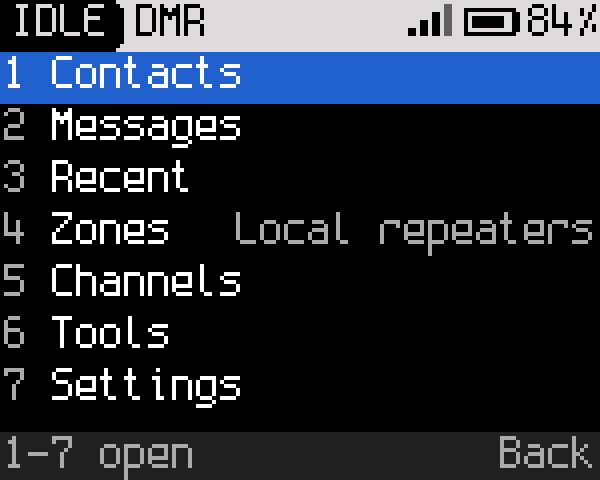 IDLE DMR 84%
1 Contacts
2 Messages
3 Recent
4 Zones Local repeaters
5 Channels
6 Tools
7 Settings
1-7 open Back